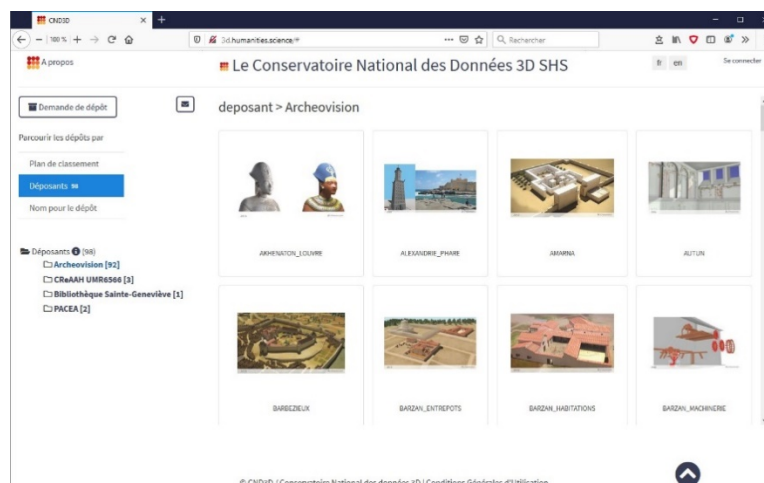 CND3D
100 %
3d.humanities.science/#
Rechercher
A propos
Le Conservatoire National des Données 3D SHS
fr en
Se connecter
Demande de dépôt
deposant > Archeovision
Parcourir les dépôts par
Plan de classement
Déposants 98
Nom pour le dépôt
Déposants (98)
Archeovision [92]
CReAAH UMR6566 [3]
Bibliothèque Sainte-Geneviève [1]
PACEA [2]
AKHENATON_LOUVRE
ALEXANDRIE_PHARE
AMARNA
AUTUN
BARBEZIEUX
BARZAN_ENTREPOTS
BARZAN_HABITATIONS
BARZAN_MACHINERIE
© CND3D / Conservatoire National des données 3D | Conditions Générales d'Utilisation